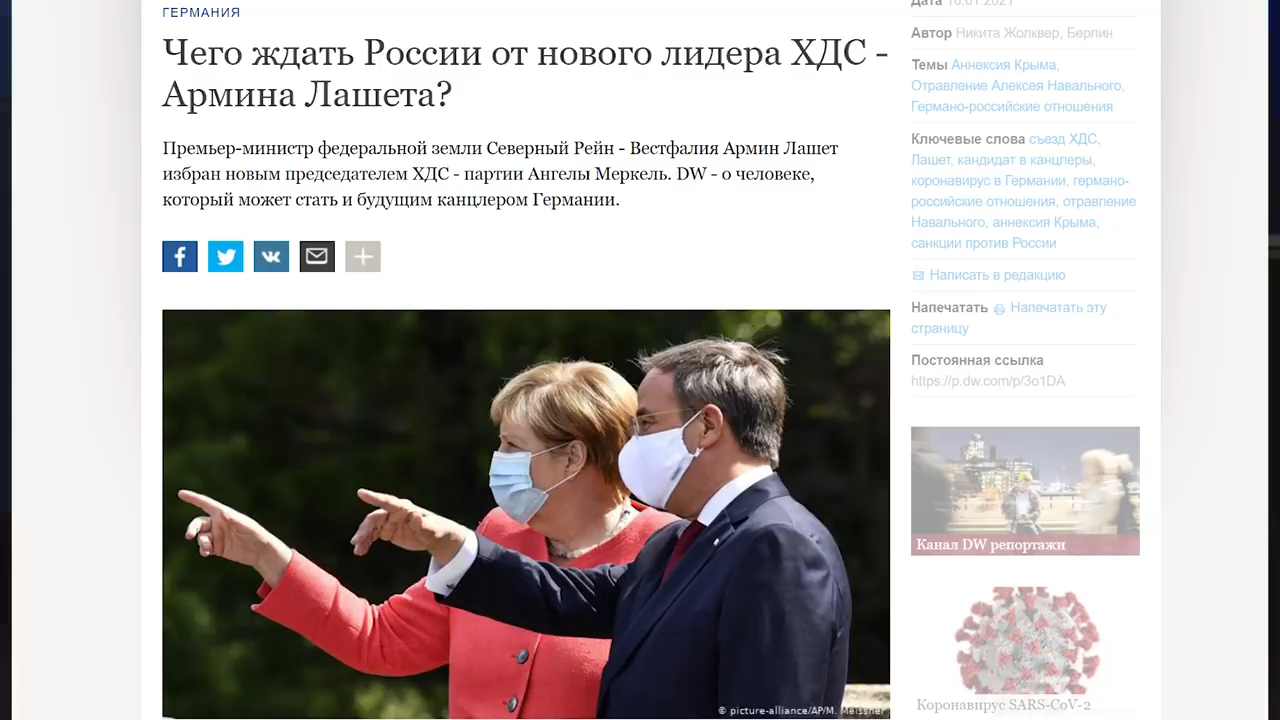 ГЕРМАНИЯ
Чего ждать России от нового лидера ХДС -
Армина Лашета?
Премьер-министр федеральной земли Северный Рейн - Вестфалия Армин Лашет
избран новым председателем ХДС - партии Ангелы Меркель. DW - о человеке,
который может стать и будущим канцлером Германии.
© picture-alliance/AP/M. Meissner
Дата 16.01.2021
Автор Никита Жолквер, Берлин
Темы Аннексия Крыма,
Отравление Алексея Навального,
Германо-российские отношения
Ключевые слова съезд ХДС,
Лашет, кандидат в канцлеры,
коронавирус в Германии, германо-
российские отношения, отравление
Навального, аннексия Крыма,
санкции против России
Написать в редакцию
Напечатать Напечатать эту
страницу
Постоянная ссылка
https://p.dw.com/p/3o1DA
Канал DW репортажи
Коронавирус SARS-CoV-2